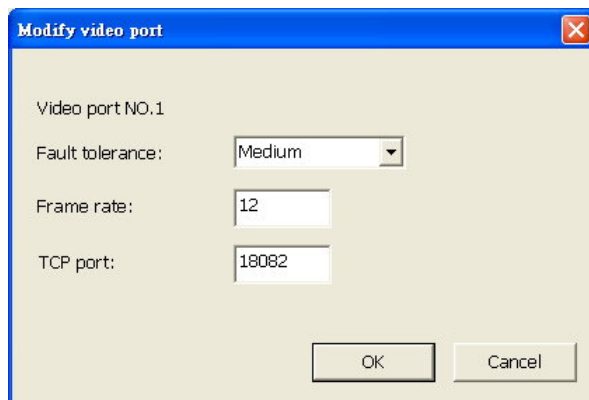 Modify video port
Video port NO.1
Fault tolerance: Medium
Frame rate: 12
TCP port: 18082
OK Cancel